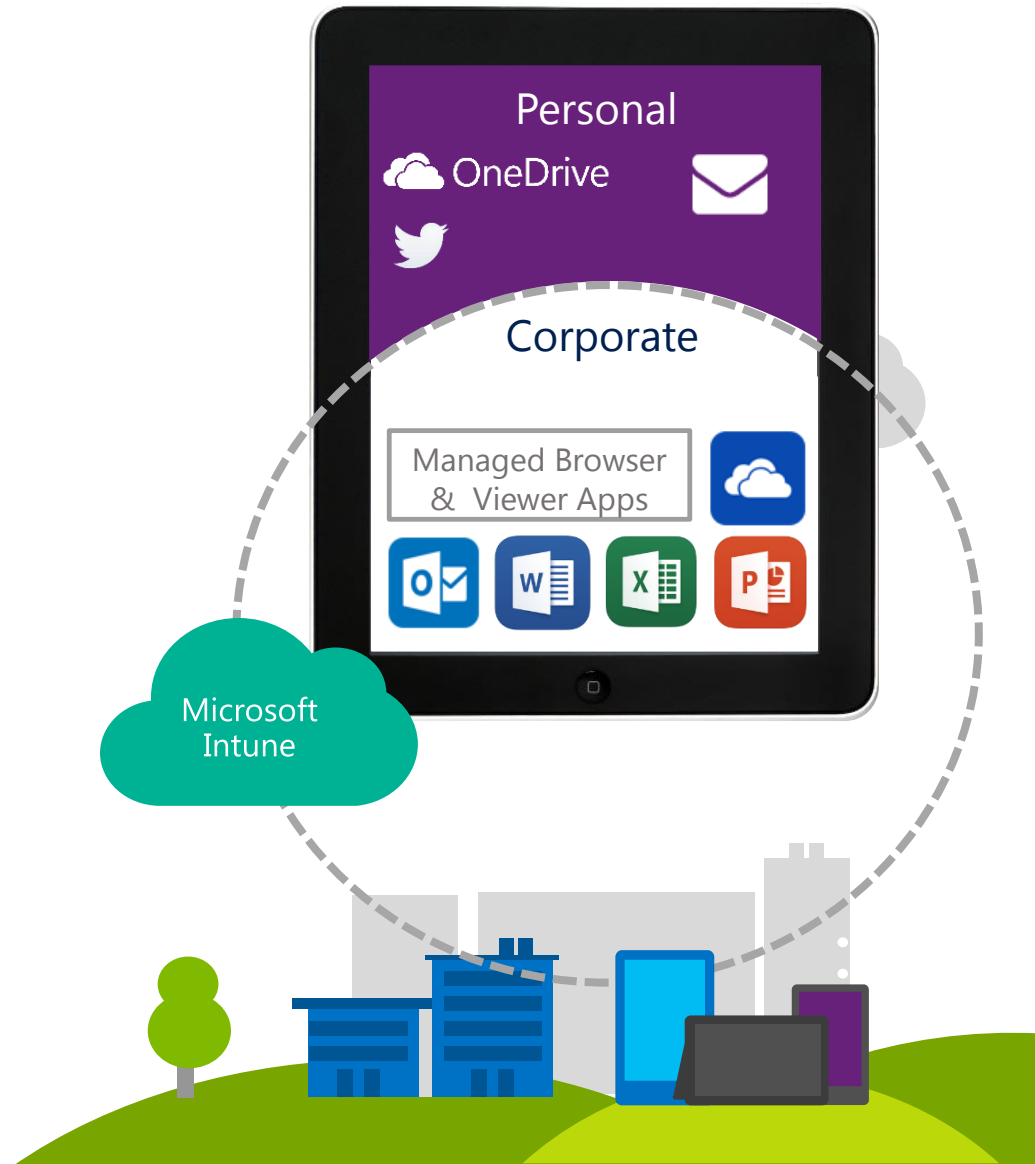 Personal
OneDrive
Corporate
Managed Browser
& Viewer Apps
O
W
X
P
Microsoft
Intune